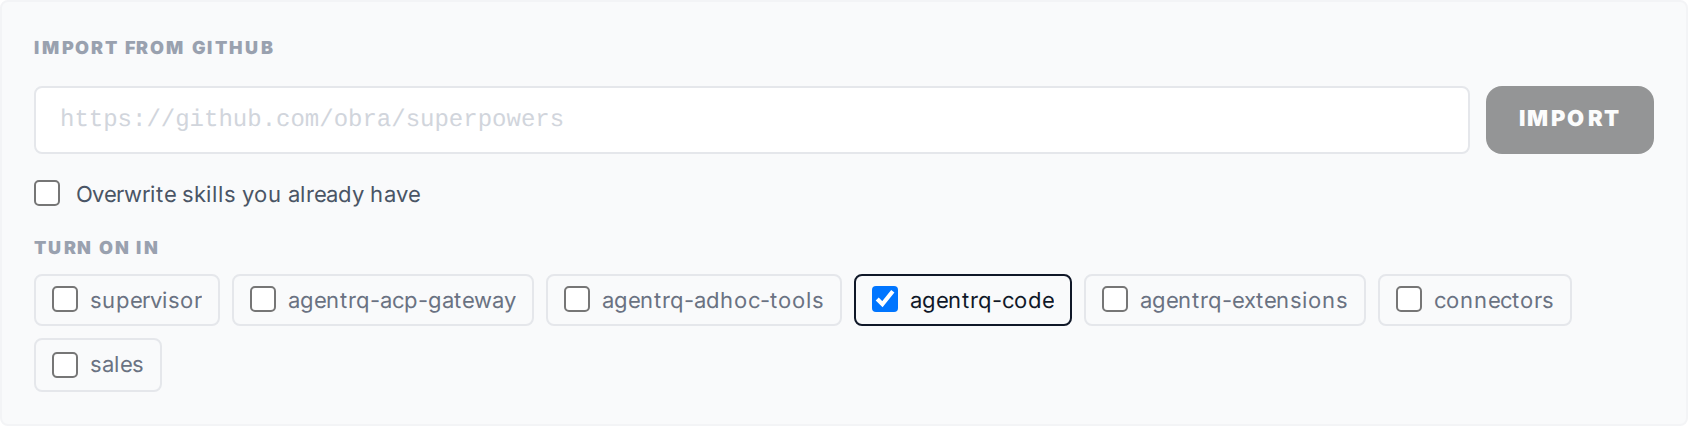 IMPORT FROM GITHUB
https://github.com/obra/superpowers
IMPORT
Overwrite skills you already have
TURN ON IN
supervisor agentrq-acp-gateway agentrq-adhoc-tools agentrq-code agentrq-extensions connectors
sales